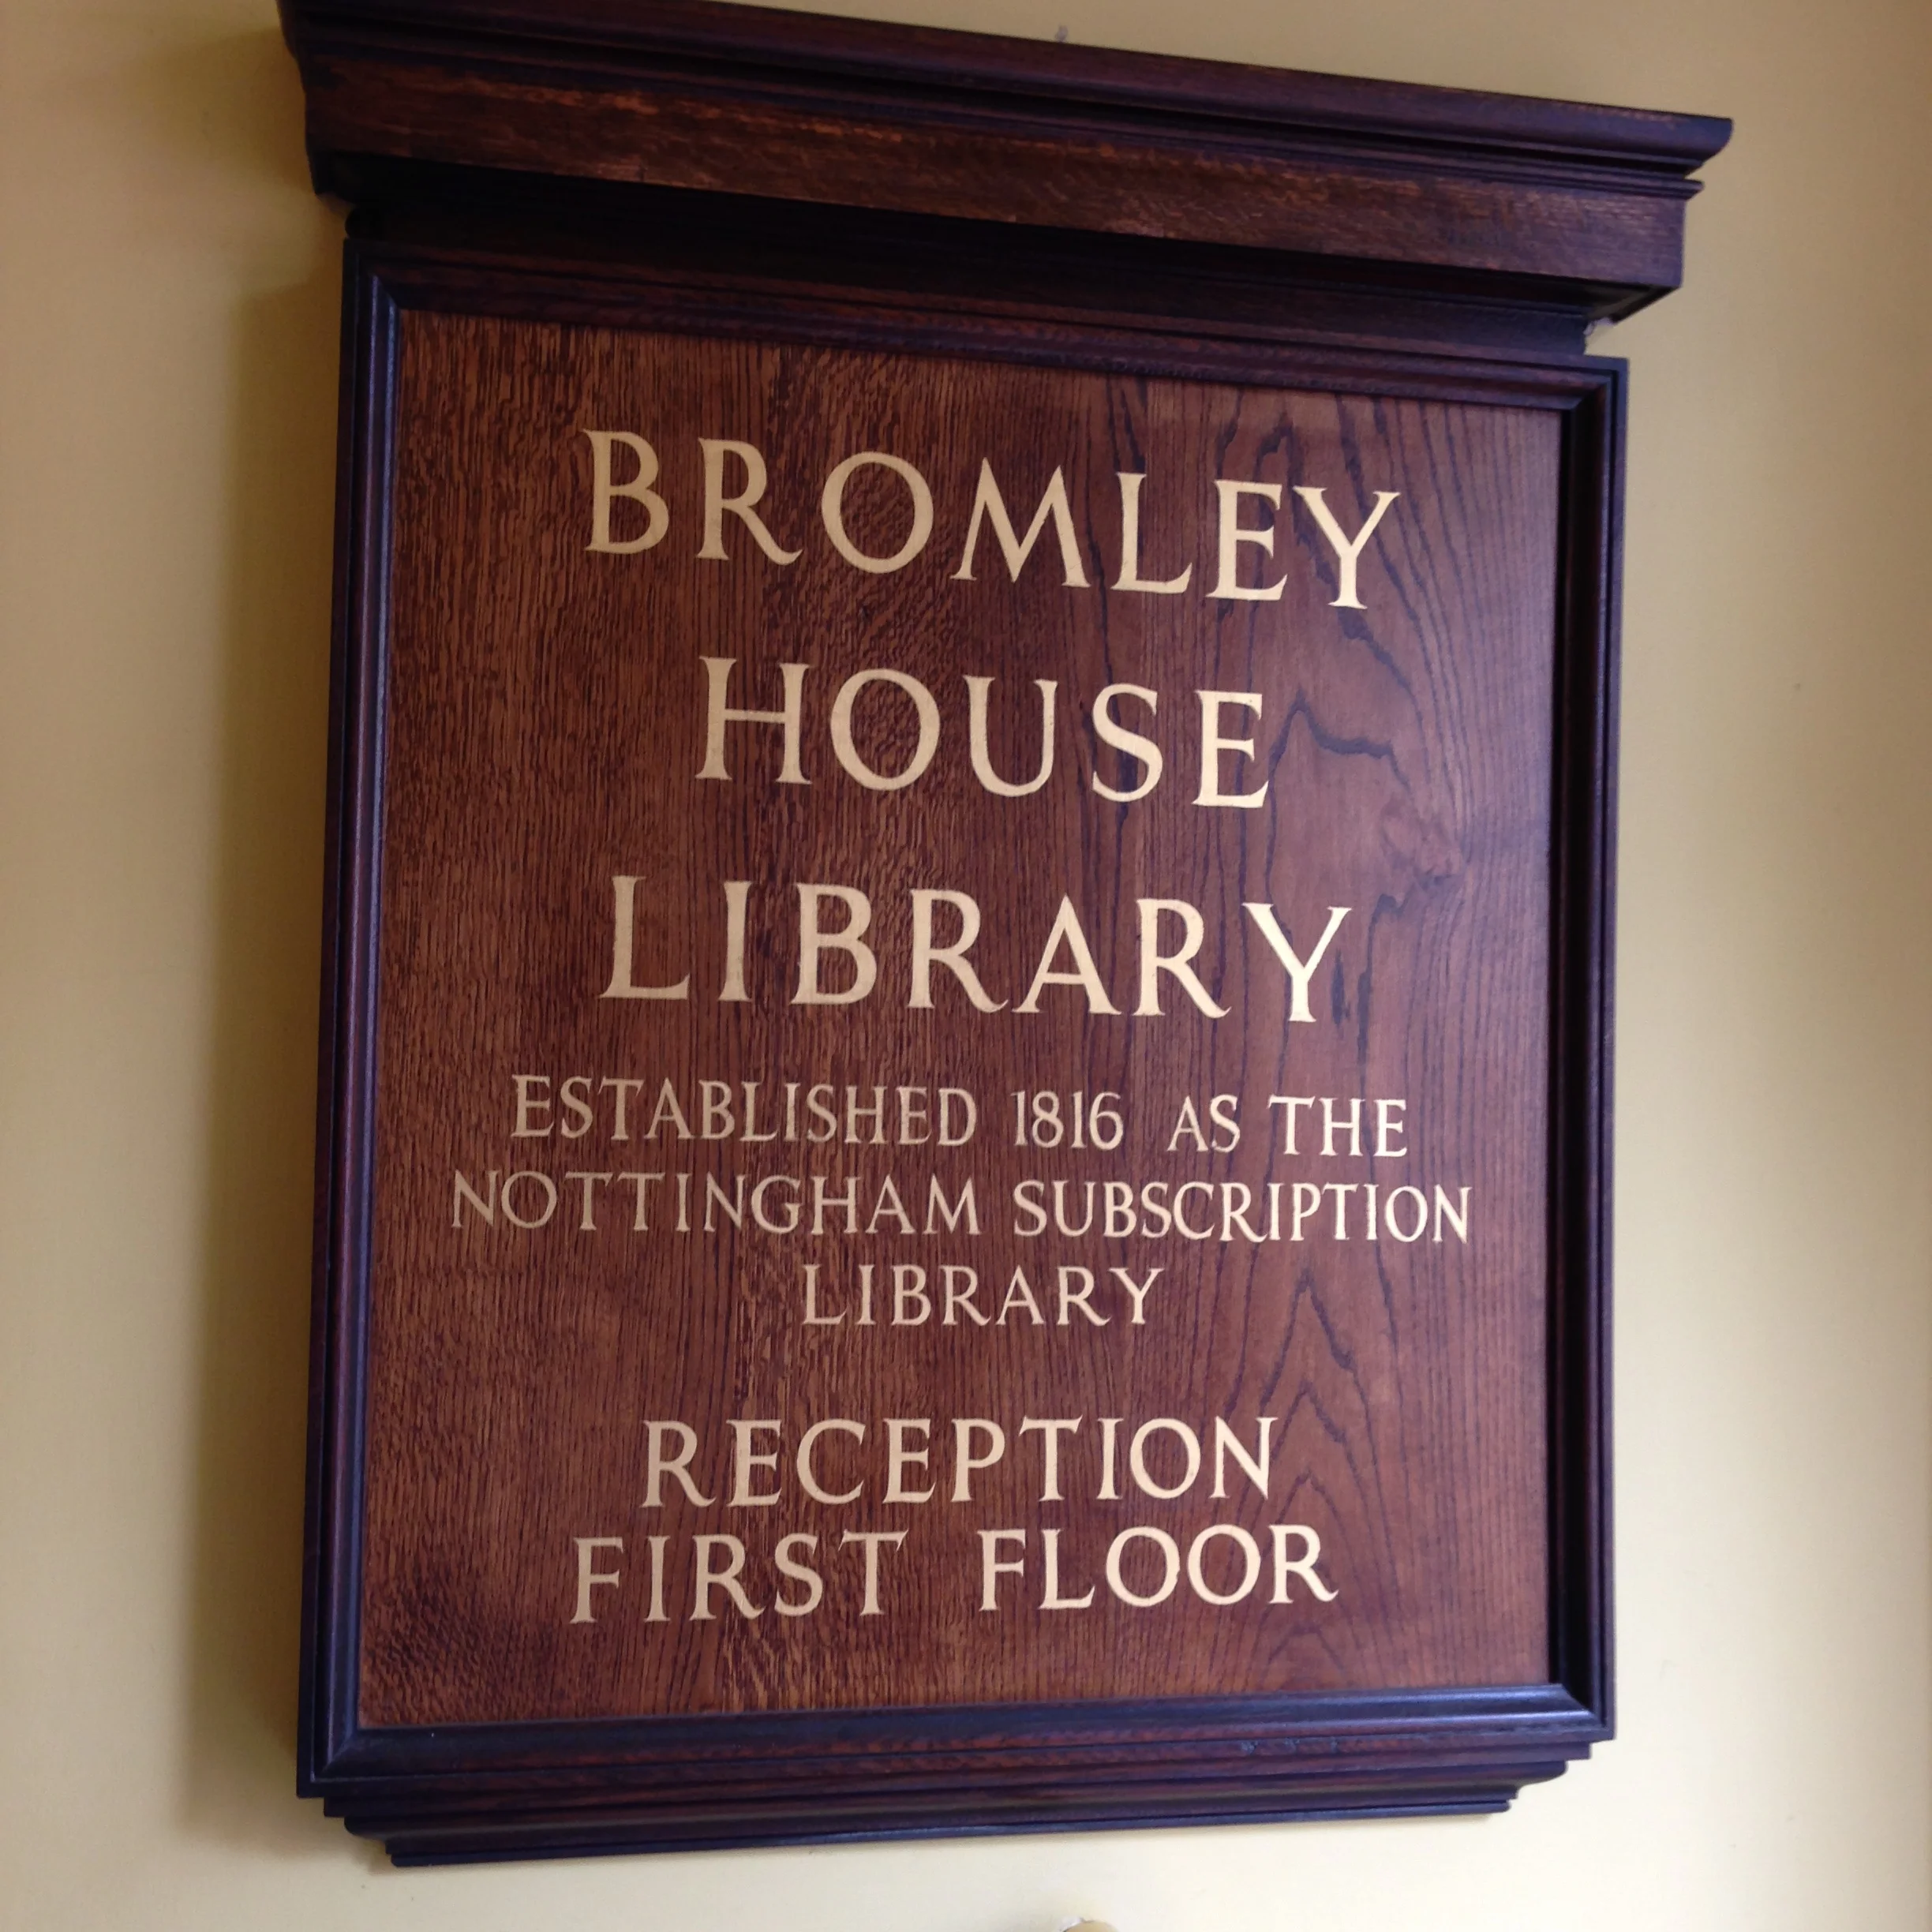 BROMLEY
HOUSE
LIBRARY
ESTABLISHED 1816 AS THE
NOTTINGHAM SUBSCRIPTION
LIBRARY
RECEPTION
FIRST FLOOR